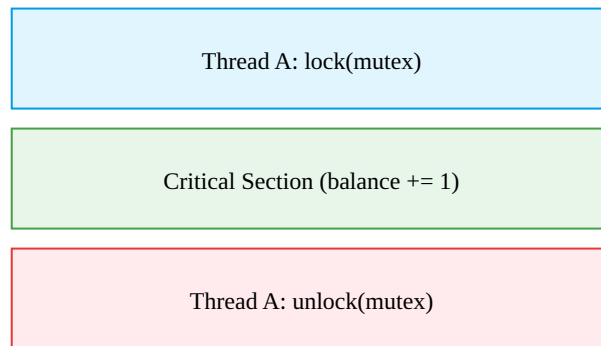 Thread A: lock(mutex)
Critical Section (balance += 1)
Thread A: unlock(mutex)